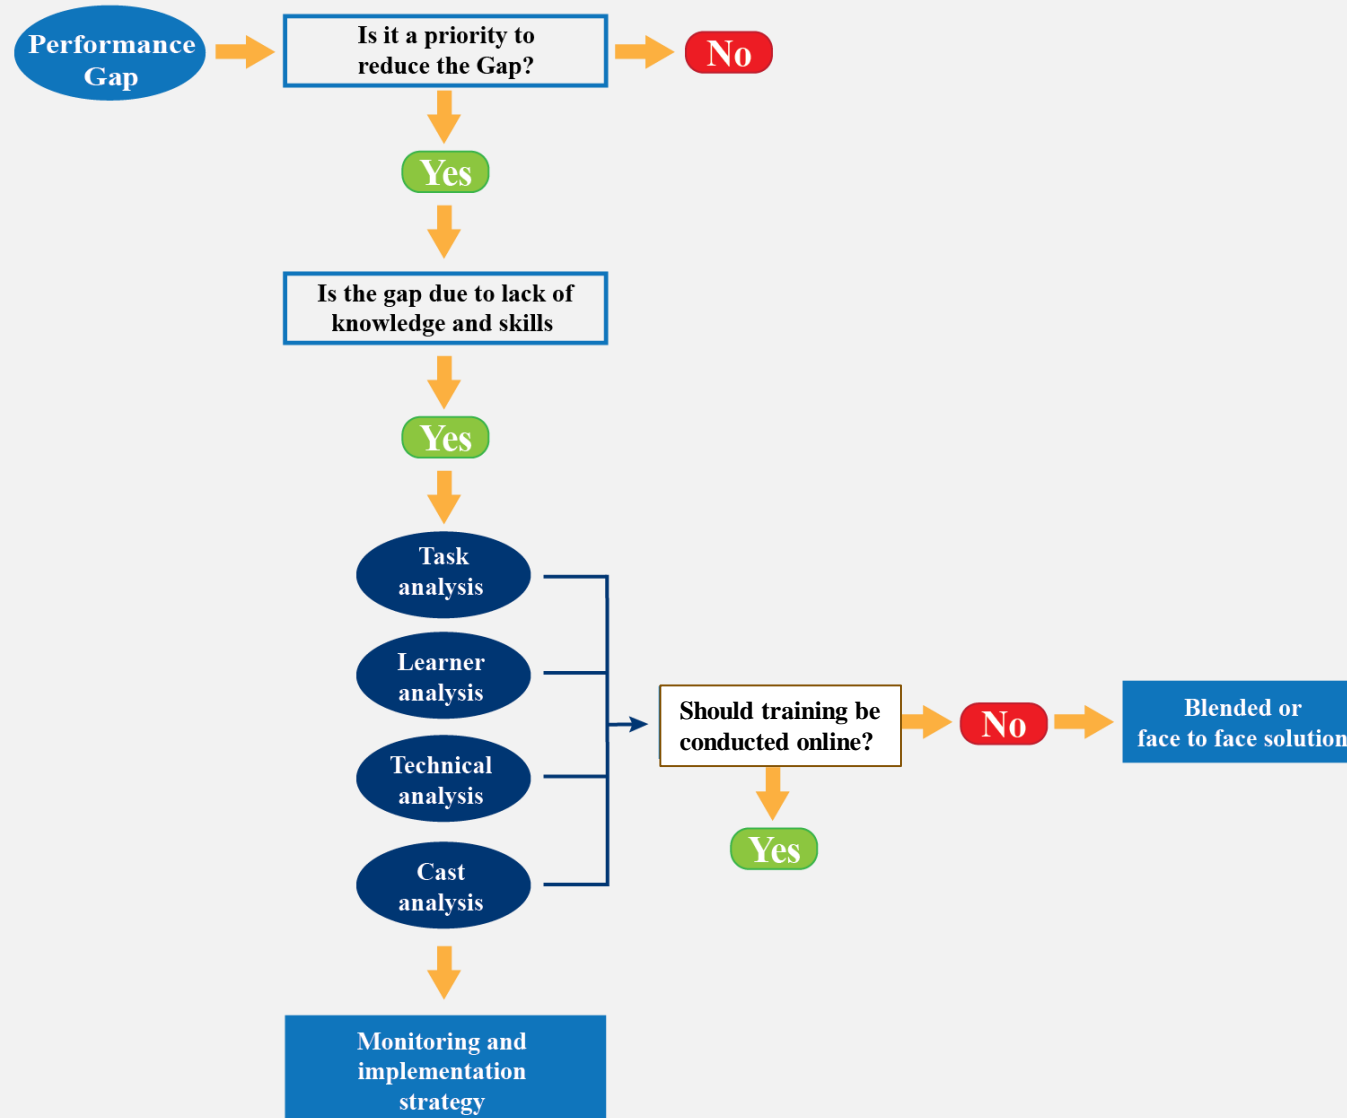 Performance
Gap
Is it a priority to
reduce the Gap?
No
Yes
Is the gap due to lack of
knowledge and skills
Yes
Task
analysis
Learner
analysis
Technical
analysis
Cast
analysis
Should training be
conducted online?
No
Blended or
face to face solution
Yes
Monitoring and
implementation
strategy